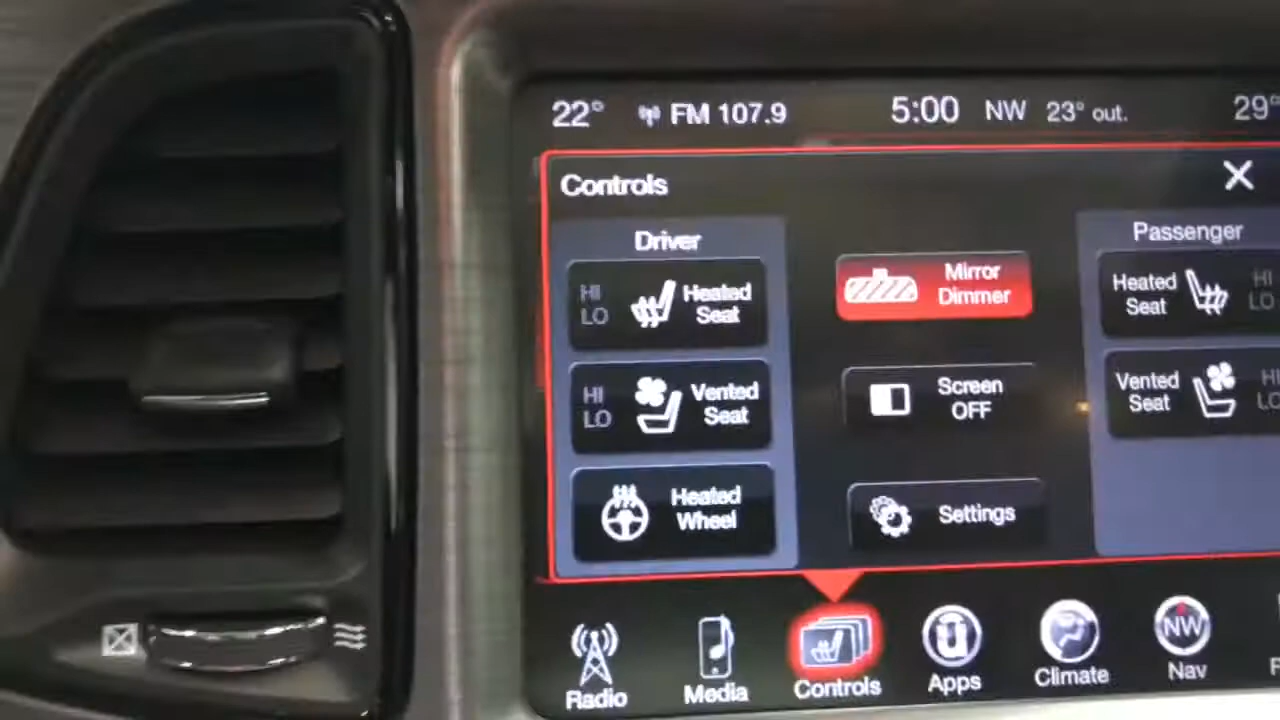 22° FM 107.9 5:00 NW 23° out. 29°
Controls
Driver
Passenger
HI
LO
Heated
Seat
Mirror
Dimmer
Heated
Seat
HI
LO
HI
LO
Vented
Seat
Screen
OFF
Vented
Seat
HI
LO
Heated
Wheel
Settings
NW
Radio
Media
Controls
Apps
Climate
Nav